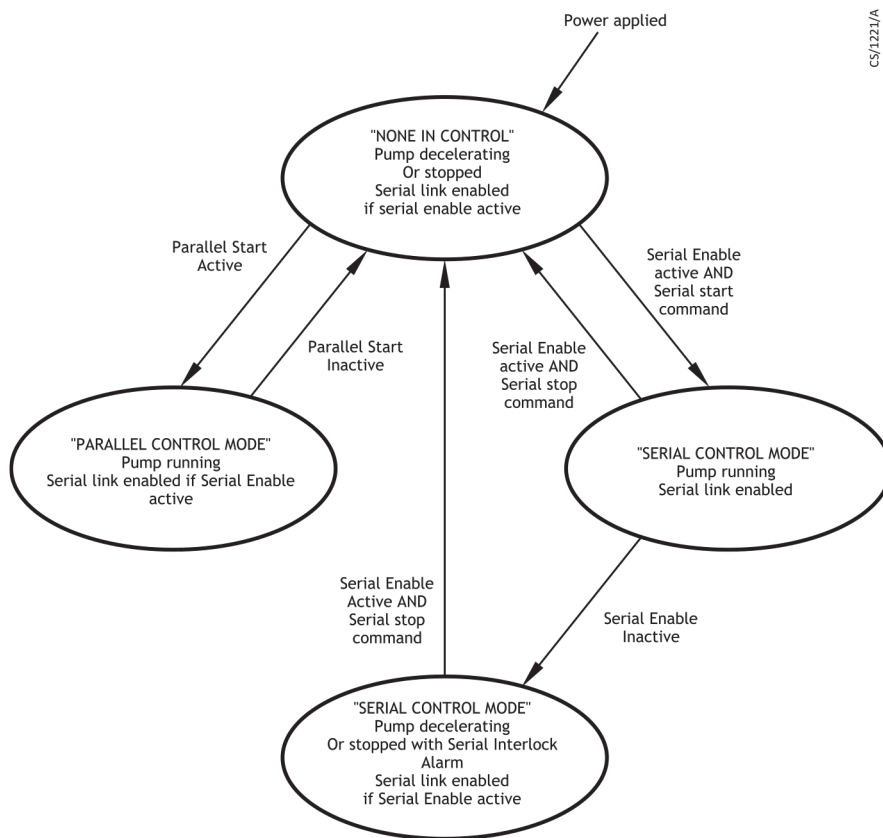 Power applied
CS/1221/A
"NONE IN CONTROL"
Pump decelerating
Or stopped
Serial link enabled
if serial enable active
Parallel Start
Active
Serial Enable
active AND
Serial start
command
Parallel Start
Inactive
Serial Enable
active AND
Serial stop
command
"PARALLEL CONTROL MODE"
Pump running
Serial link enabled if Serial Enable
active
"SERIAL CONTROL MODE"
Pump running
Serial link enabled
Serial Enable
Active AND
Serial stop
command
Serial Enable
Inactive
"SERIAL CONTROL MODE"
Pump decelerating
Or stopped with Serial Interlock
Alarm
Serial link enabled
if Serial Enable active